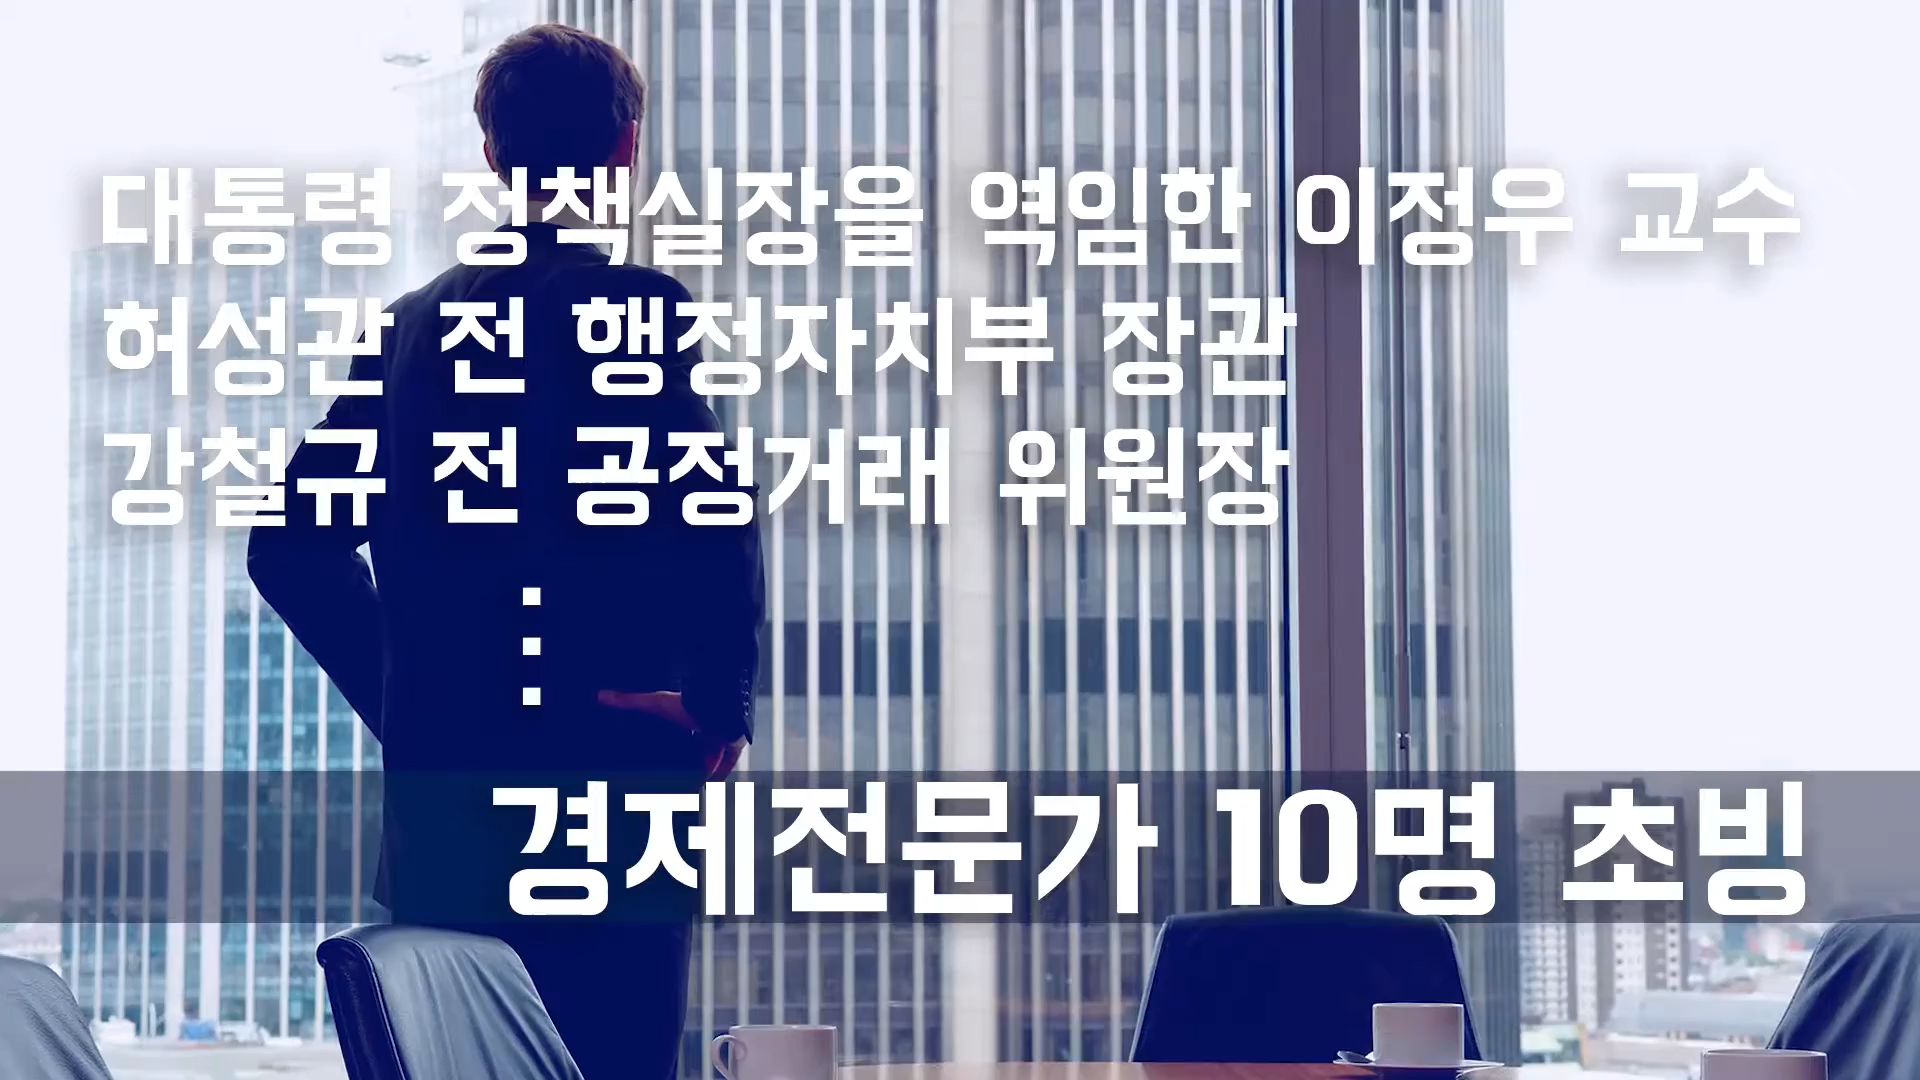 대통령 정책실장을 역임한 이정우 교수
허성관 전 행정자치부 장관
강철규 전 공정거래 위원장
⋮
경제전문가 10명 초빙